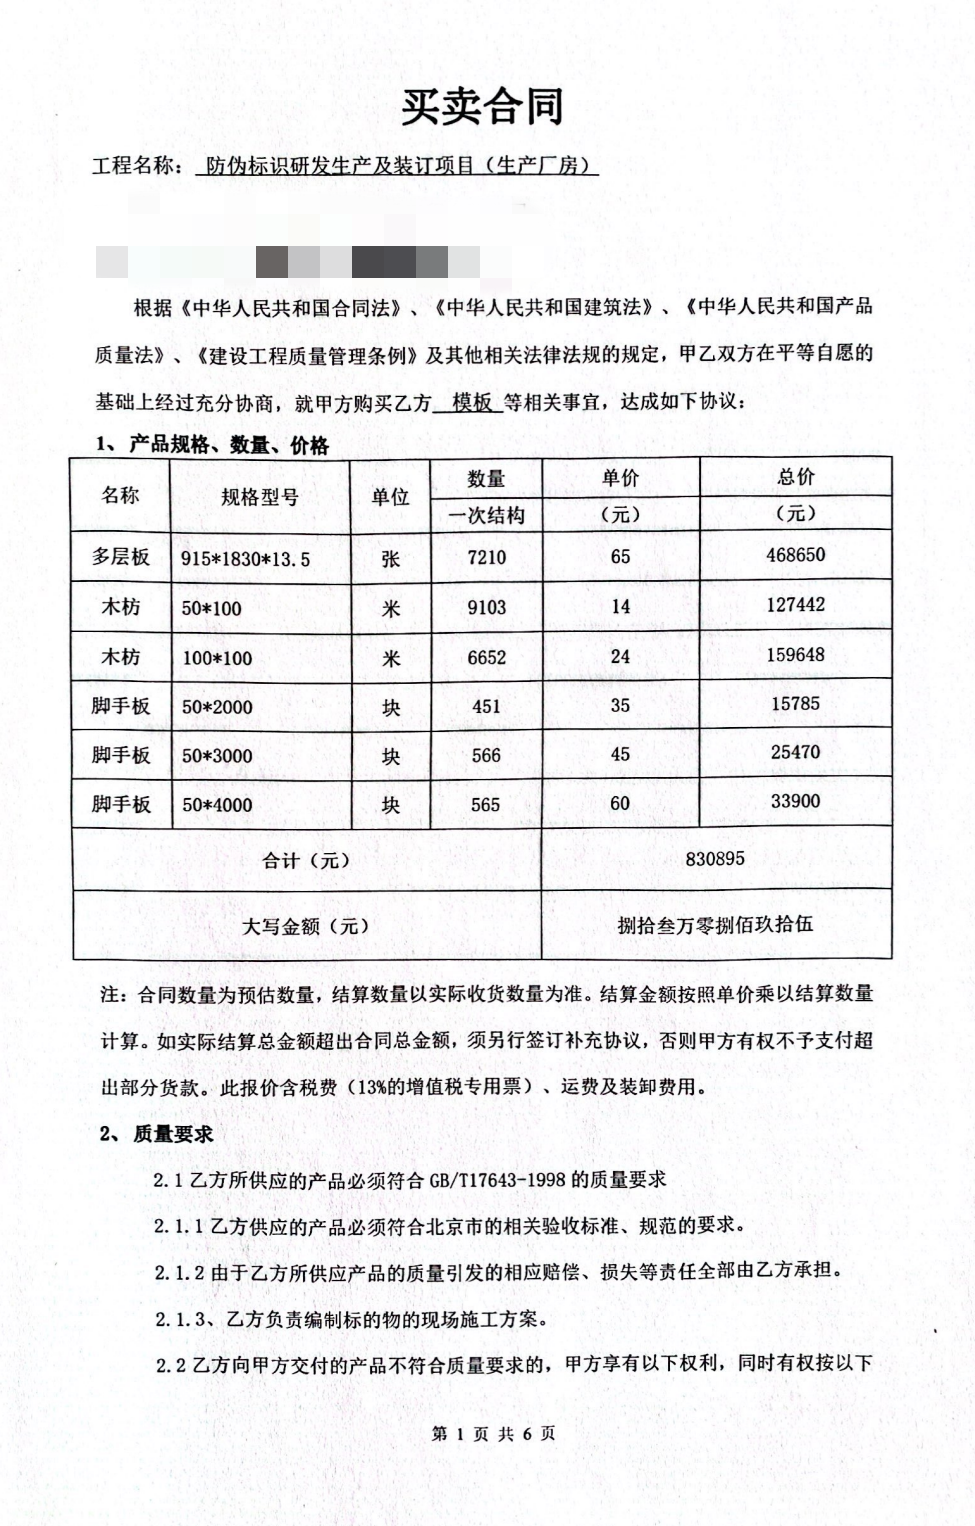 买卖合同
工程名称：防伪标识研发生产及装订项目（生产厂房）
根据《中华人民共和国合同法》、《中华人民共和国建筑法》、《中华人民共和国产品
质量法》、《建设工程质量管理条例》及其他相关法律法规的规定，甲乙双方在平等自愿的
基础上经过充分协商，就甲方购买乙方 模板 等相关事宜，达成如下协议：
1、产品规格、数量、价格
名称 规格型号 单位 数量 单价 总价
一次结构 （元） （元）
多层板 915*1830*13.5 张 7210 65 468650
木枋 50*100 米 9103 14 127442
木枋 100*100 米 6652 24 159648
脚手板 50*2000 块 451 35 15785
脚手板 50*3000 块 566 45 25470
脚手板 50*4000 块 565 60 33900
合计（元） 830895
大写金额（元） 捌拾叁万零捌佰玖拾伍
注：合同数量为预估数量，结算数量以实际收货数量为准。结算金额按照单价乘以结算数量
计算。如实际结算总金额超出合同总金额，须另行签订补充协议，否则甲方有权不予支付超
出部分货款。此报价含税费（13%的增值税专用票）、运费及装卸费用。
2、质量要求
2.1 乙方所供应的产品必须符合 GB/T17643-1998 的质量要求
2.1.1 乙方供应的产品必须符合北京市的相关验收标准、规范的要求。
2.1.2 由于乙方所供应产品的质量引发的相应赔偿、损失等责任全部由乙方承担。
2.1.3、乙方负责编制标的物的现场施工方案。
2.2 乙方向甲方交付的产品不符合质量要求的，甲方享有以下权利，同时有权按以下
第 1 页 共 6 页